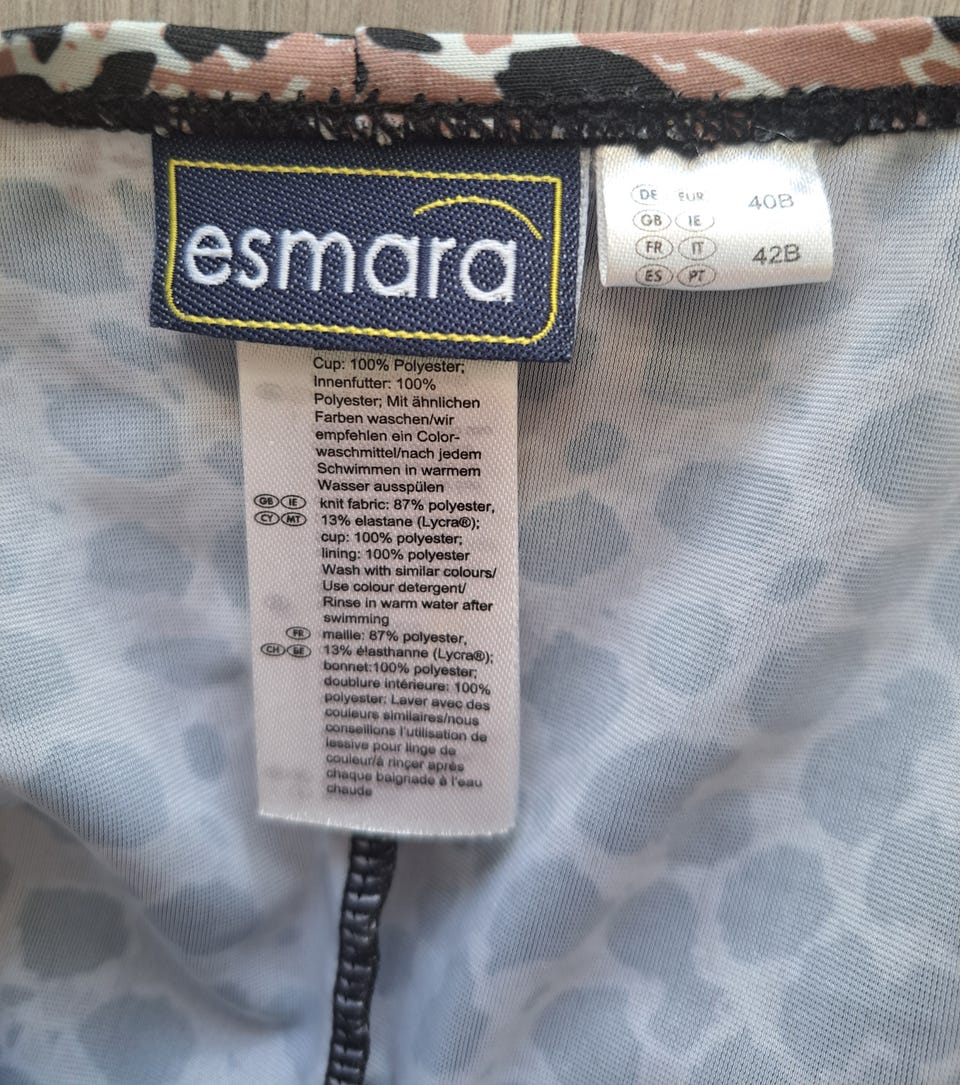 esmara
DE EUR 40B
GB IE
FR IT 42B
ES PT
Cup: 100% Polyester;
Innenfutter: 100%
Polyester; Mit ähnlichen
Farben waschen/wir
empfehlen ein Color-
waschmittel/nach jedem
Schwimmen in warmem
Wasser ausspülen
GB IE knit fabric: 87% polyester,
CY MT 13% elastane (Lycra®);
cup: 100% polyester;
lining: 100% polyester
Wash with similar colours/
Use colour detergent/
Rinse in warm water after
swimming
FR maille: 87% polyester,
CH BE 13% élasthanne (Lycra®);
bonnet:100% polyester;
doublure intérieure: 100%
polyester: Laver avec des
couleurs similaires/nous
conseillons l'utilisation de
lessive pour linge de
couleur/à rinçer après
chaque baignade à l'eau
chaude